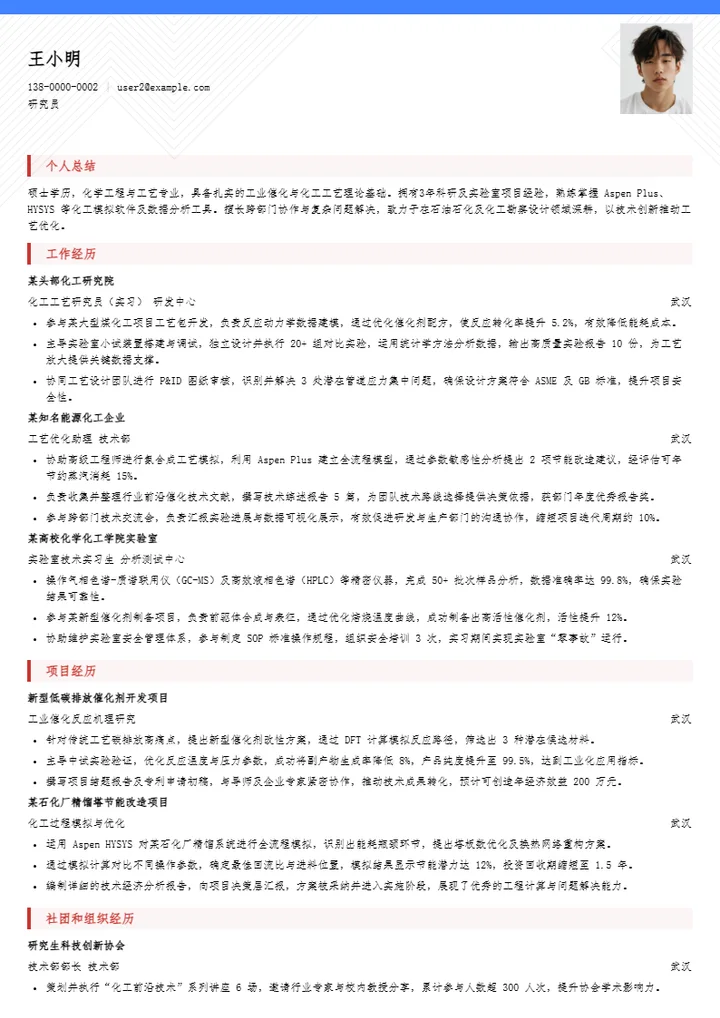 王小明
138-0000-0002 | user2@example.com
研究员
个人总结
硕士学历，化学工程与工艺专业，具备扎实的工业催化与化工工艺理论基础。拥有3年科研及实验室项目经验，熟练掌握 Aspen Plus、
HYSYS 等化工模拟软件及数据分析工具。擅长跨部门协作与复杂问题解决，致力于在石油石化及化工勘察设计领域深耕，以技术创新推动工
艺优化。
工作经历
某头部化工研究院
化工工艺研究员（实习） 研发中心 武汉
• 参与某大型煤化工项目工艺包开发，负责反应动力学数据建模，通过优化催化剂配方，使反应转化率提升 5.2%，有效降低能耗成本。
• 主导实验室小试装置搭建与调试，独立设计并执行 20+ 组对比实验，运用统计学方法分析数据，输出高质量实验报告 10 份，为工艺
放大提供关键数据支撑。
• 协同工艺设计团队进行 P&ID 图纸审核，识别并解决 3 处潜在管道应力集中问题，确保设计方案符合 ASME 及 GB 标准，提升项目安
全性。
某知名能源化工企业
工艺优化助理 技术部 武汉
• 协助高级工程师进行氨合成工艺模拟，利用 Aspen Plus 建立全流程模型，通过参数敏感性分析提出 2 项节能改造建议，经评估可年
节约蒸汽消耗 15%。
• 负责收集并整理行业前沿催化技术文献，撰写技术综述报告 5 篇，为团队技术路线选择提供决策依据，获部门年度优秀报告奖。
• 参与跨部门技术交流会，负责汇报实验进展与数据可视化展示，有效促进研发与生产部门的沟通协作，缩短项目迭代周期约 10%。
某高校化学化工学院实验室
实验室技术实习生 分析测试中心 武汉
• 操作气相色谱-质谱联用仪（GC-MS）及高效液相色谱（HPLC）等精密仪器，完成 50+ 批次样品分析，数据准确率达 99.8%，确保实验
结果可靠性。
• 参与某新型催化剂制备项目，负责前驱体合成与表征，通过优化焙烧温度曲线，成功制备出高活性催化剂，活性提升 12%。
• 协助维护实验室安全管理体系，参与制定 SOP 标准操作规程，组织安全培训 3 次，实习期间实现实验室“零事故”运行。
项目经历
新型低碳排放催化剂开发项目
工业催化反应机理研究 武汉
• 针对传统工艺碳排放高痛点，提出新型催化剂改性方案，通过 DFT 计算模拟反应路径，筛选出 3 种潜在候选材料。
• 主导中试实验验证，优化反应温度与压力参数，成功将副产物生成率降低 8%，产品纯度提升至 99.5%，达到工业化应用指标。
• 撰写项目结题报告及专利申请初稿，与导师及企业专家紧密协作，推动技术成果转化，预计可创造年经济效益 200 万元。
某石化厂精馏塔节能改造项目
化工过程模拟与优化 武汉
• 运用 Aspen HYSYS 对某石化厂精馏系统进行全流程模拟，识别出能耗瓶颈环节，提出塔板数优化及换热网络重构方案。
• 通过模拟计算对比不同操作参数，确定最佳回流比与进料位置，模拟结果显示节能潜力达 12%，投资回收期缩短至 1.5 年。
• 编制详细的技术经济分析报告，向项目决策层汇报，方案被采纳并进入实施阶段，展现了优秀的工程计算与问题解决能力。
社团和组织经历
研究生科技创新协会
技术部部长 技术部 武汉
• 策划并执行“化工前沿技术”系列讲座 6 场，邀请行业专家与校内教授分享，累计参与人数超 300 人次，提升协会学术影响力。